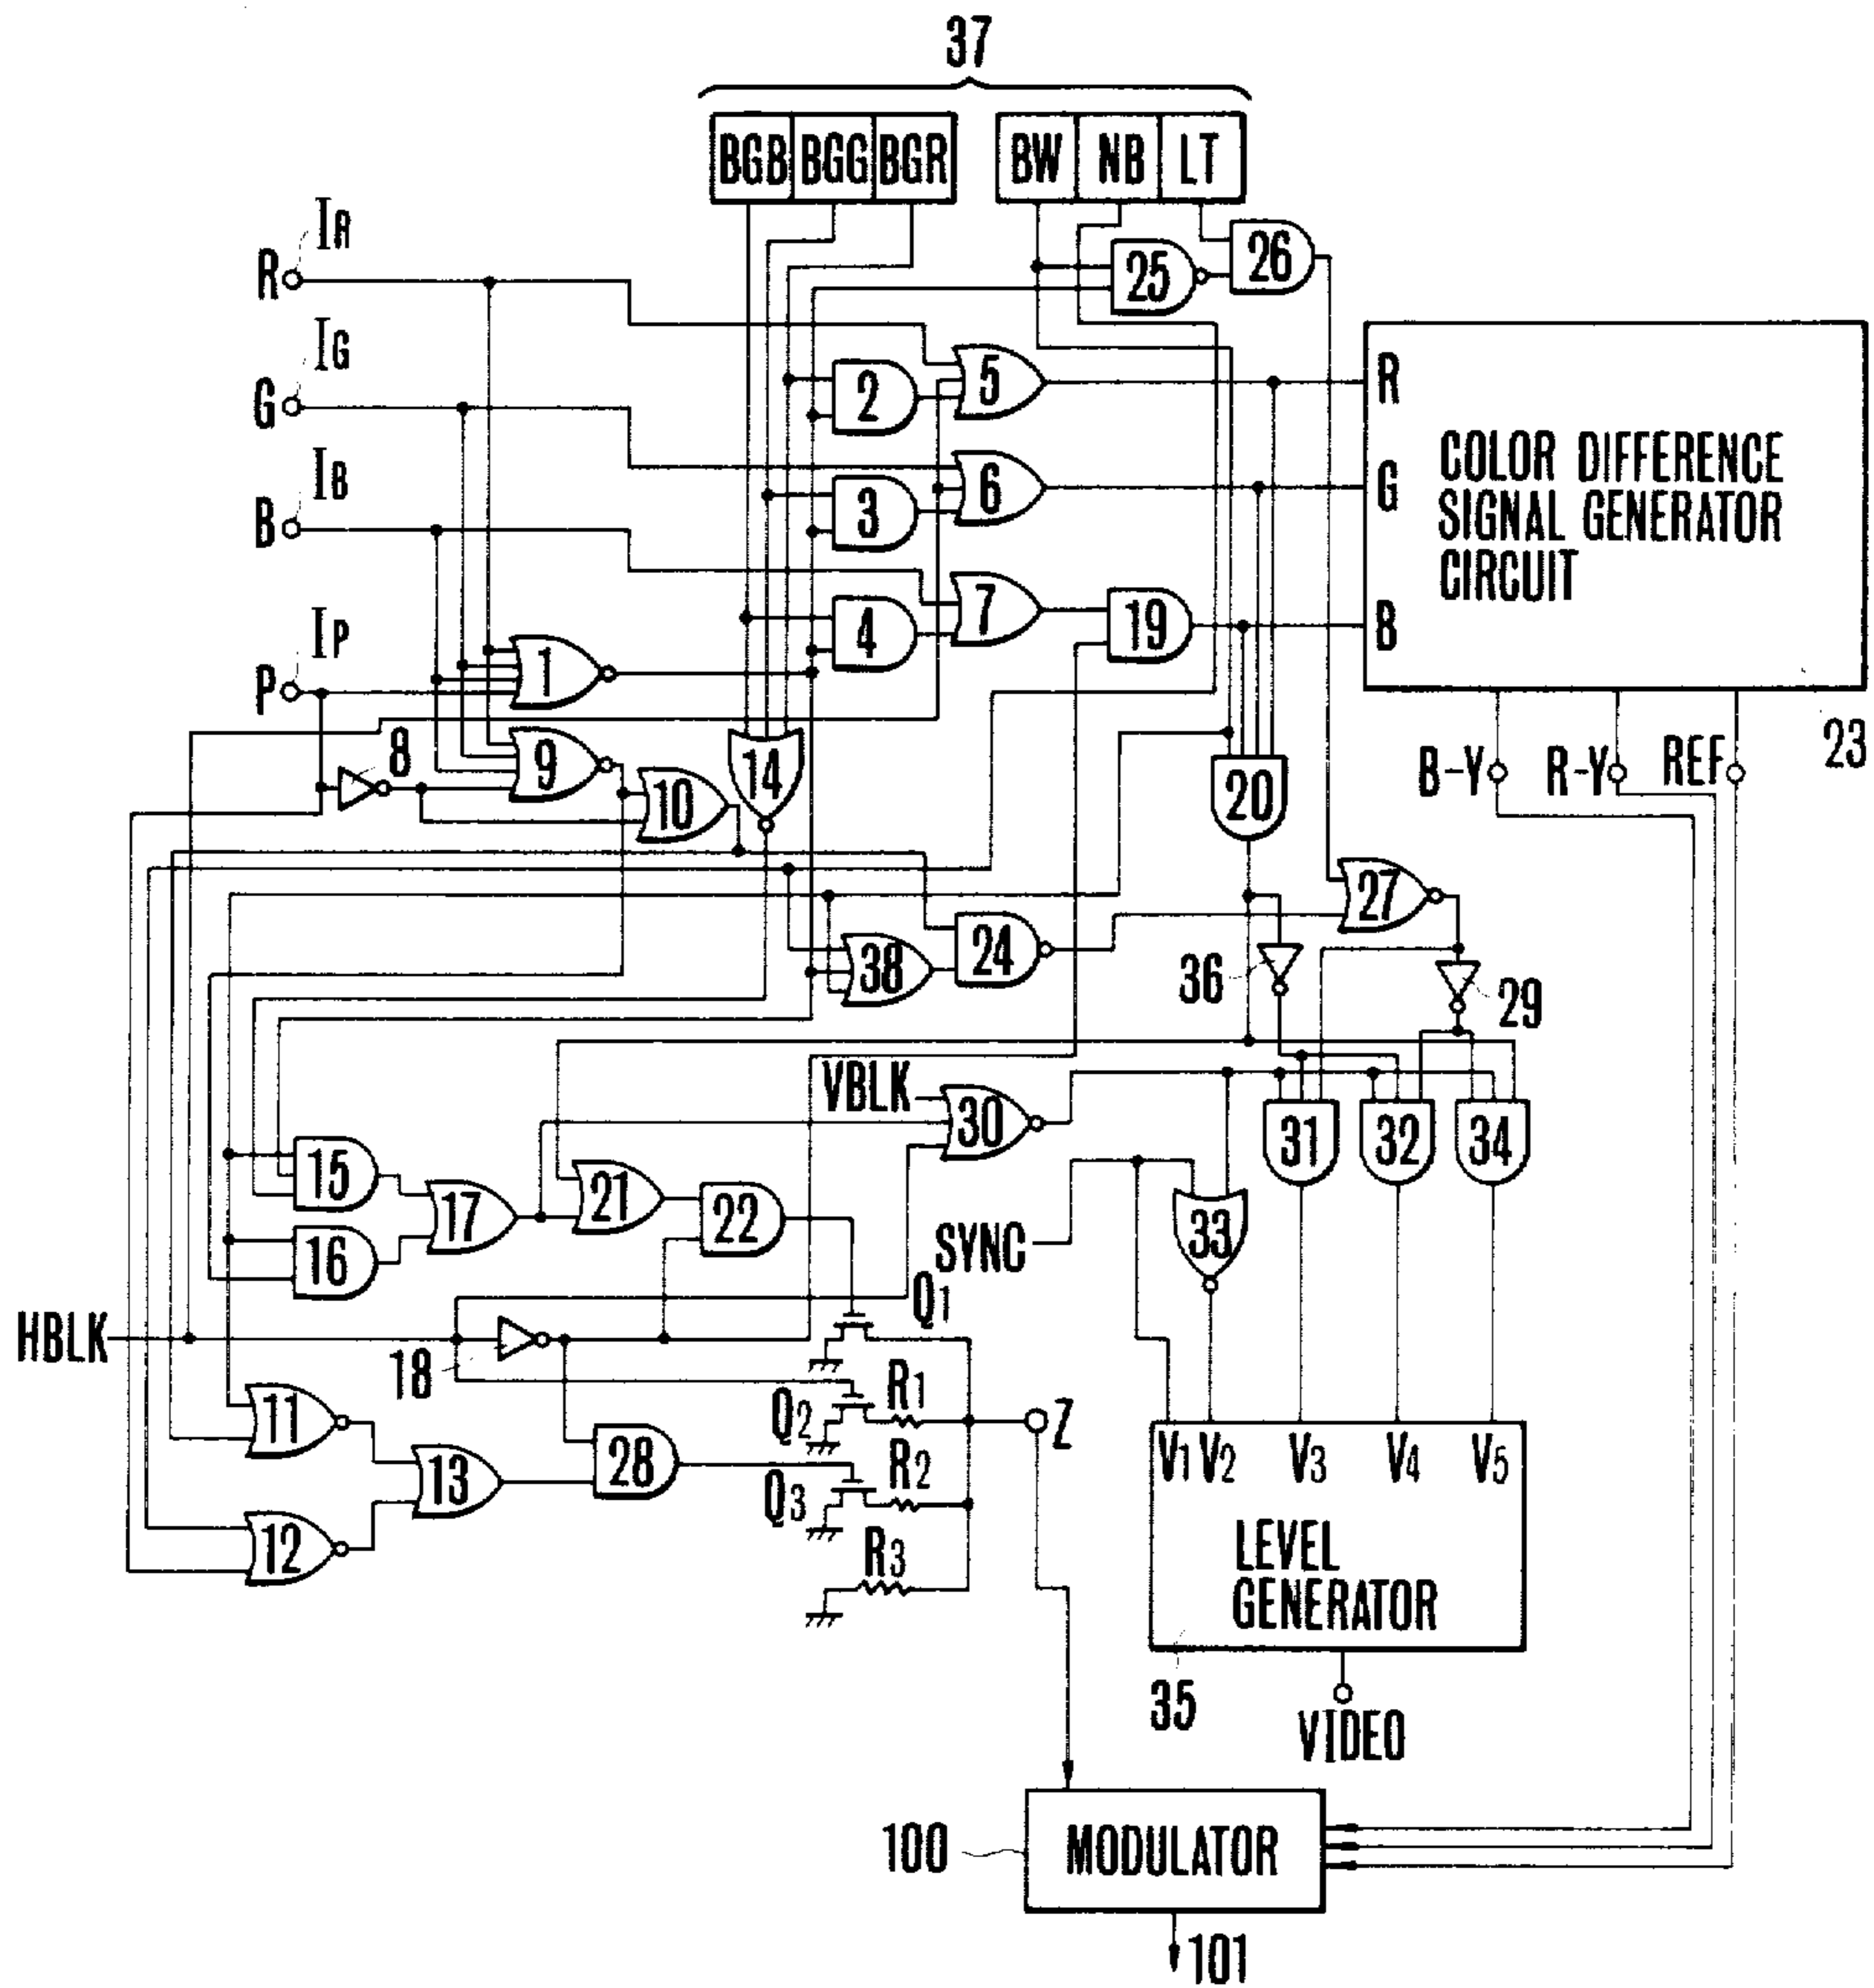 37
BGB BGG BGR BW NB LT
IR
R
25
26
IG
G
2
5
R
IB
B
3
6
G
COLOR DIFFERENCE
SIGNAL GENERATOR
CIRCUIT
IP
P
1
4
7
19
B
8
9
10
14
20
B-Y
R-Y
REF
23
38
24
27
36
29
VBLK
30
31
32
34
15
17
21
22
16
SYNC
33
HBLK
18
Q1
11
Q2
R1
Z
13
28
Q3
R2
12
R3
V1 V2 V3 V4 V5
LEVEL
GENERATOR
35
VIDEO
100
MODULATOR
101